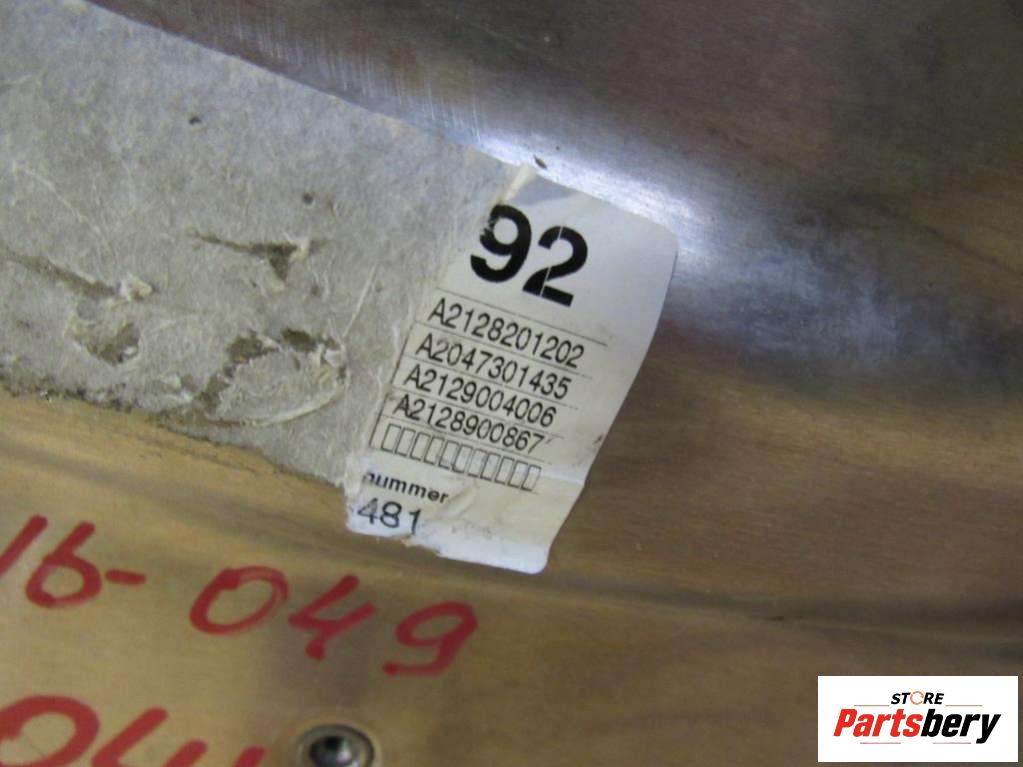 92
A2128201202
A2047301435
A2129004006
A2128900867
nummer
481
16-049
STORE
Partsbery